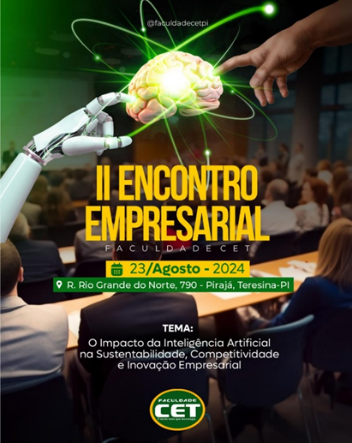 @faculdadecetpi
II ENCONTRO
EMPRESARIAL
FACULDADE CET
23/Agosto - 2024
R. Rio Grande do Norte, 790 - Pirajá, Teresina-PI
TEMA:
O Impacto da Inteligência Artificial
na Sustentabilidade, Competitividade
e Inovação Empresarial
FACULDADE
CET